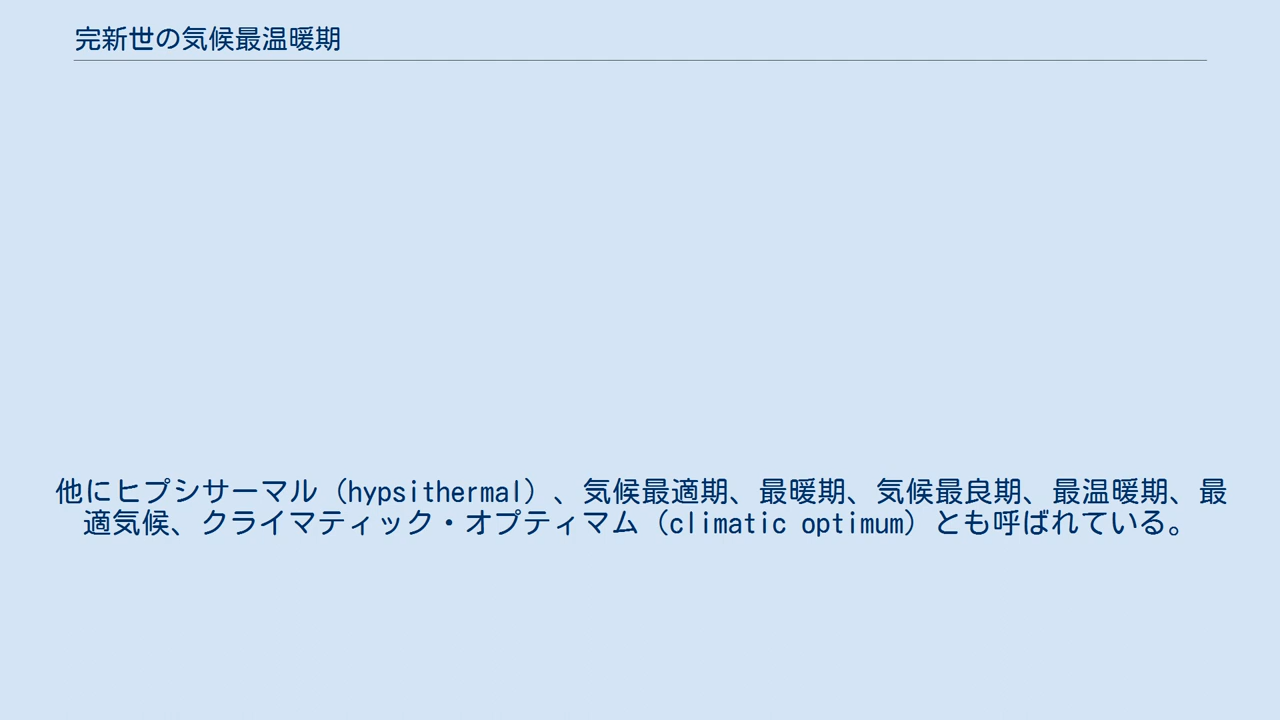 完新世の気候最温暖期
他にヒプシサーマル（hypsithermal）、気候最適期、最暖期、気候最良期、最温暖期、最
適気候、クライマティック・オプティマム（climatic optimum）とも呼ばれている。